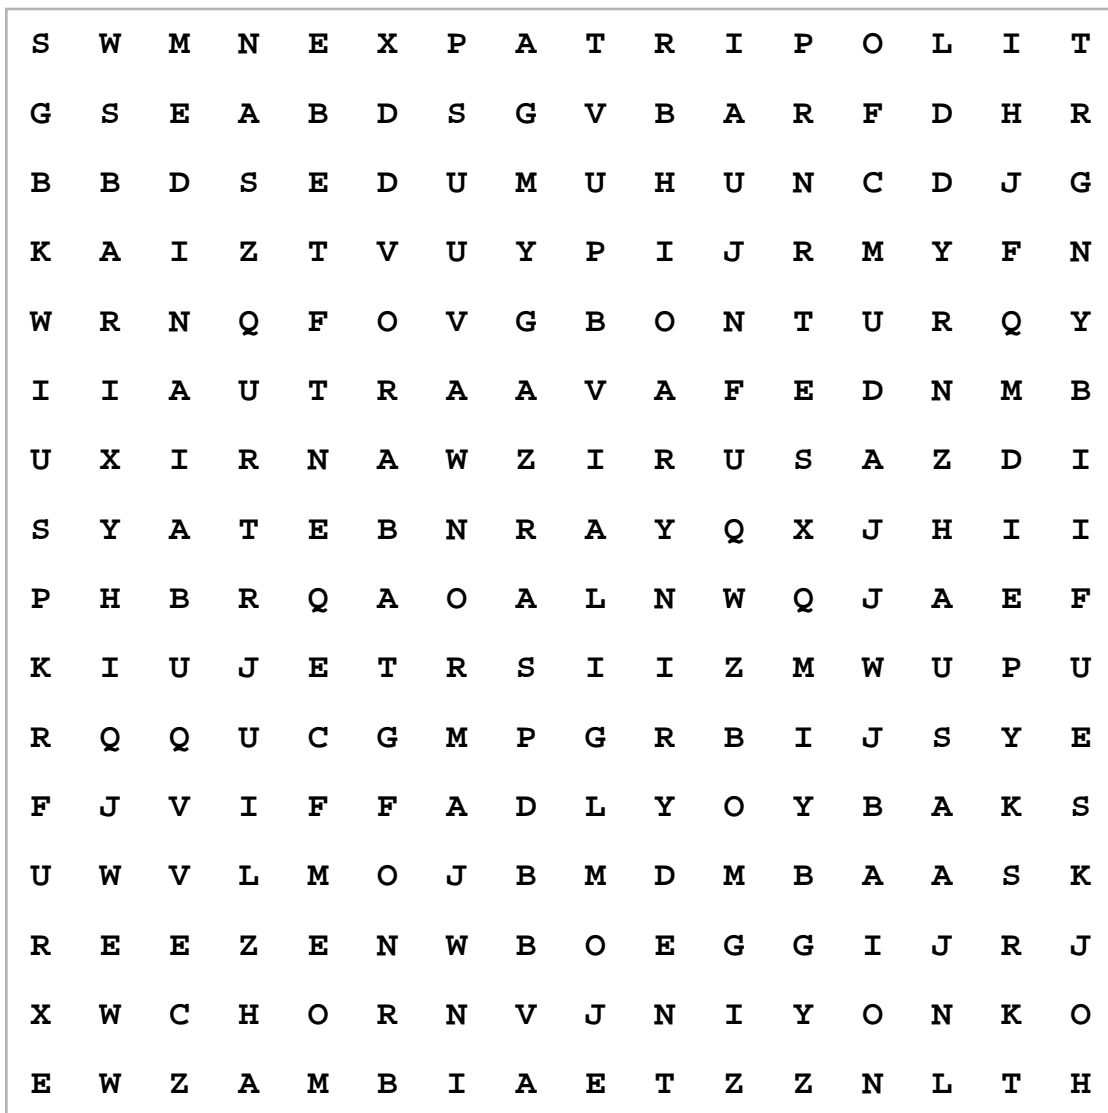 S W M N E X P A T R I P O L I T
G S E A B D S G V B A R F D H R
B B D S E D U M U H U N C D J G
K A I Z T V U Y P I J R M Y F N
W R N Q F O V G B O N T U R Q Y
I I A U T R A A V A F E D N M B
U X I R N A W Z I R U S A Z D I
S Y A T E B N R A Y Q X J H I I
P H B R Q A O A L N W Q J A E F
K I U J E T R S I I Z M W U P U
R Q Q U C G M P G R B I J S Y E
F J V I F F A D L Y O Y B A K S
U W V L M O J B M D M B A A S K
R E E Z E N W B O E G G I J R J
X W C H O R N V J N I Y O N K O
E W Z A M B I A E T Z Z N L T H